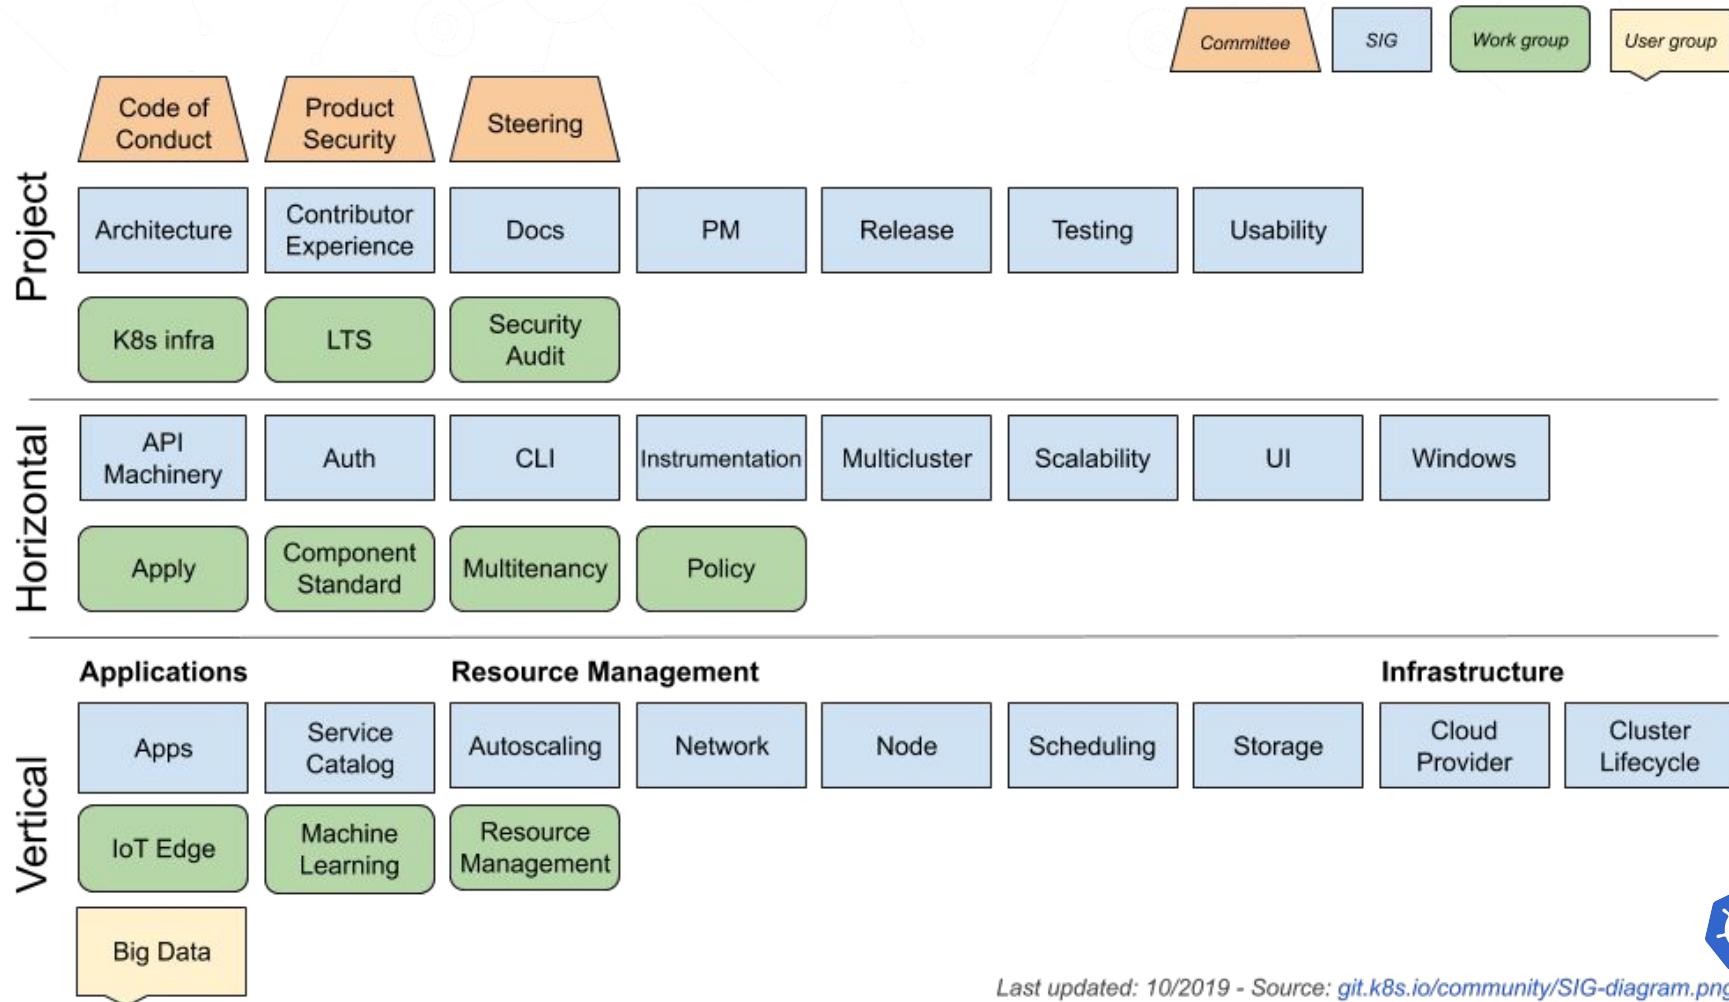 Committee
SIG
Work group
User group
Project
Code of
Conduct
Product
Security
Steering
Architecture
Contributor
Experience
Docs
PM
Release
Testing
Usability
K8s infra
LTS
Security
Audit
Horizontal
API
Machinery
Auth
CLI
Instrumentation
Multicluster
Scalability
UI
Windows
Apply
Component
Standard
Multitenancy
Policy
Vertical
Applications
Resource Management
Infrastructure
Apps
Service
Catalog
Autoscaling
Network
Node
Scheduling
Storage
Cloud
Provider
Cluster
Lifecycle
IoT Edge
Machine
Learning
Resource
Management
Big Data
Last updated: 10/2019 - Source: git.k8s.io/community/SIG-diagram.png